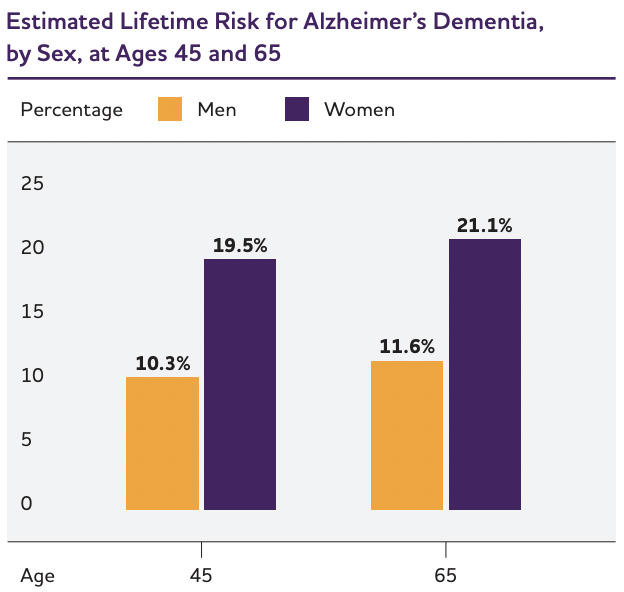 Estimated Lifetime Risk for Alzheimer’s Dementia,
by Sex, at Ages 45 and 65
Percentage Men Women
25
20
15
10
5
0
10.3%
19.5%
11.6%
21.1%
Age 45 65